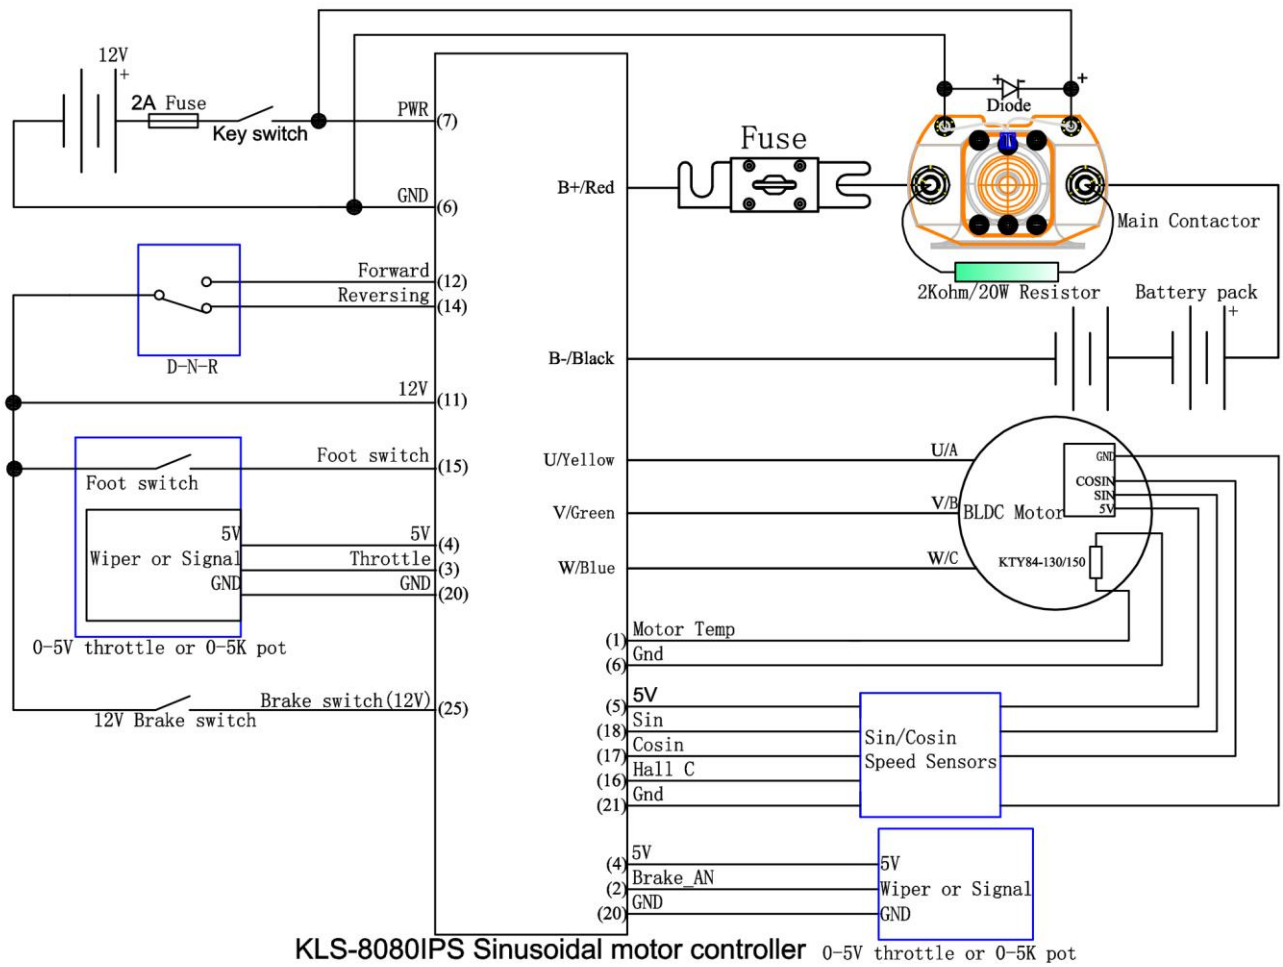 12V
+
2A Fuse
Key switch
PWR
(7)
GND
(6)
Forward
(12)
Reversing
(14)
D-N-R
12V
(11)
Foot switch
(15)
Foot switch
5V
5V
(4)
Wiper or Signal
Throttle
(3)
GND
GND
(20)
0-5V throttle or 0-5K pot
Brake switch(12V)
(25)
12V Brake switch
+
+
Diode
Fuse
B+/Red
Main Contactor
2Kohm/20W Resistor
Battery pack
+
B-/Black
U/Yellow
U/A
V/Green
V/B
W/Blue
W/C
BLDC Motor
GND
COSIN
SIN
5V
KTY84-130/150
(1)
Motor Temp
(6)
Gnd
(5)
5V
(18)
Sin
(17)
Cosin
(16)
Hall C
(21)
Gnd
Sin/Cosin
Speed Sensors
(4)
5V
5V
(2)
Brake_AN
Wiper or Signal
(20)
GND
GND
KLS-8080IPS Sinusoidal motor controller
0-5V throttle or 0-5K pot